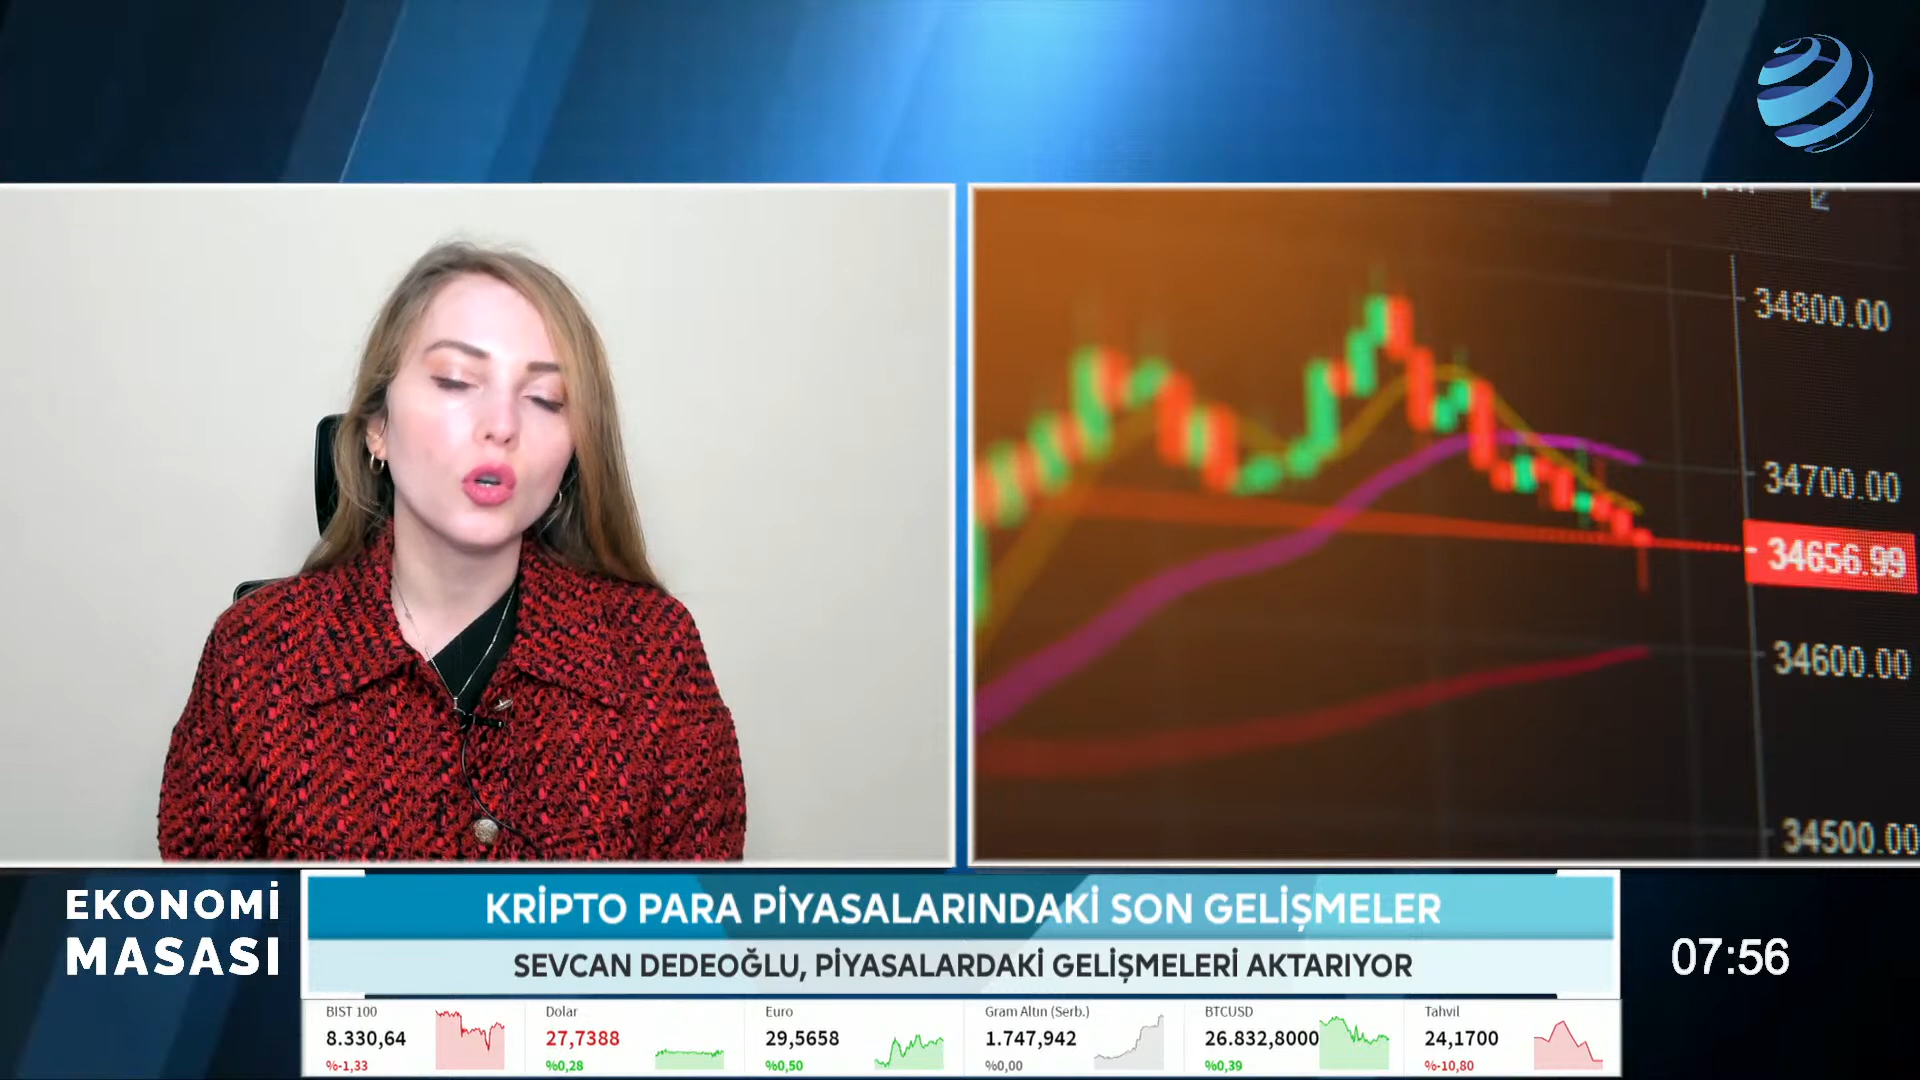 34800.00
34700.00
34656.99
34600.00
34500.00
EKONOMİ
MASASI
KRİPTO PARA PİYASALARINDAKİ SON GELİŞMELER
SEVCAN DEDEOĞLU, PİYASALARDAKİ GELİŞMELERİ AKTARIYOR
07:56
BIST 100
8.330,64
%-1,33
Dolar
27,7388
%0,28
Euro
29,5658
%0,50
Gram Altın (Serb.)
1.747,942
%0,00
BTCUSD
26.832,8000
%0,39
Tahvil
24,1700
%-10,80